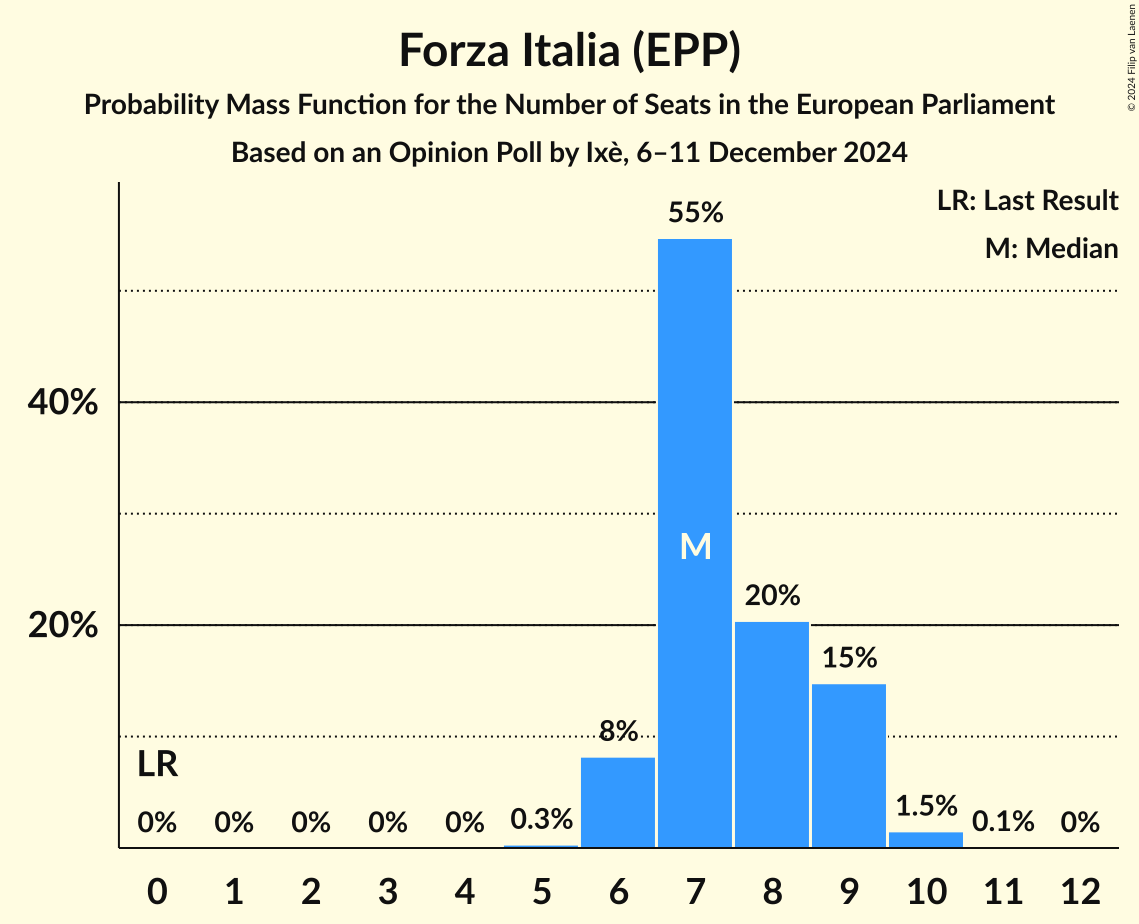 Forza Italia (EPP)
Probability Mass Function for the Number of Seats in the European Parliament
Based on an Opinion Poll by Ixè, 6–11 December 2024
© 2024 Filip van Laenen
LR: Last Result
M: Median
55%
40%
M
20%
20%
15%
8%
LR
0%
0%
0%
0%
0%
0.3%
1.5%
0.1%
0%
0 1 2 3 4 5 6 7 8 9 10 11 12